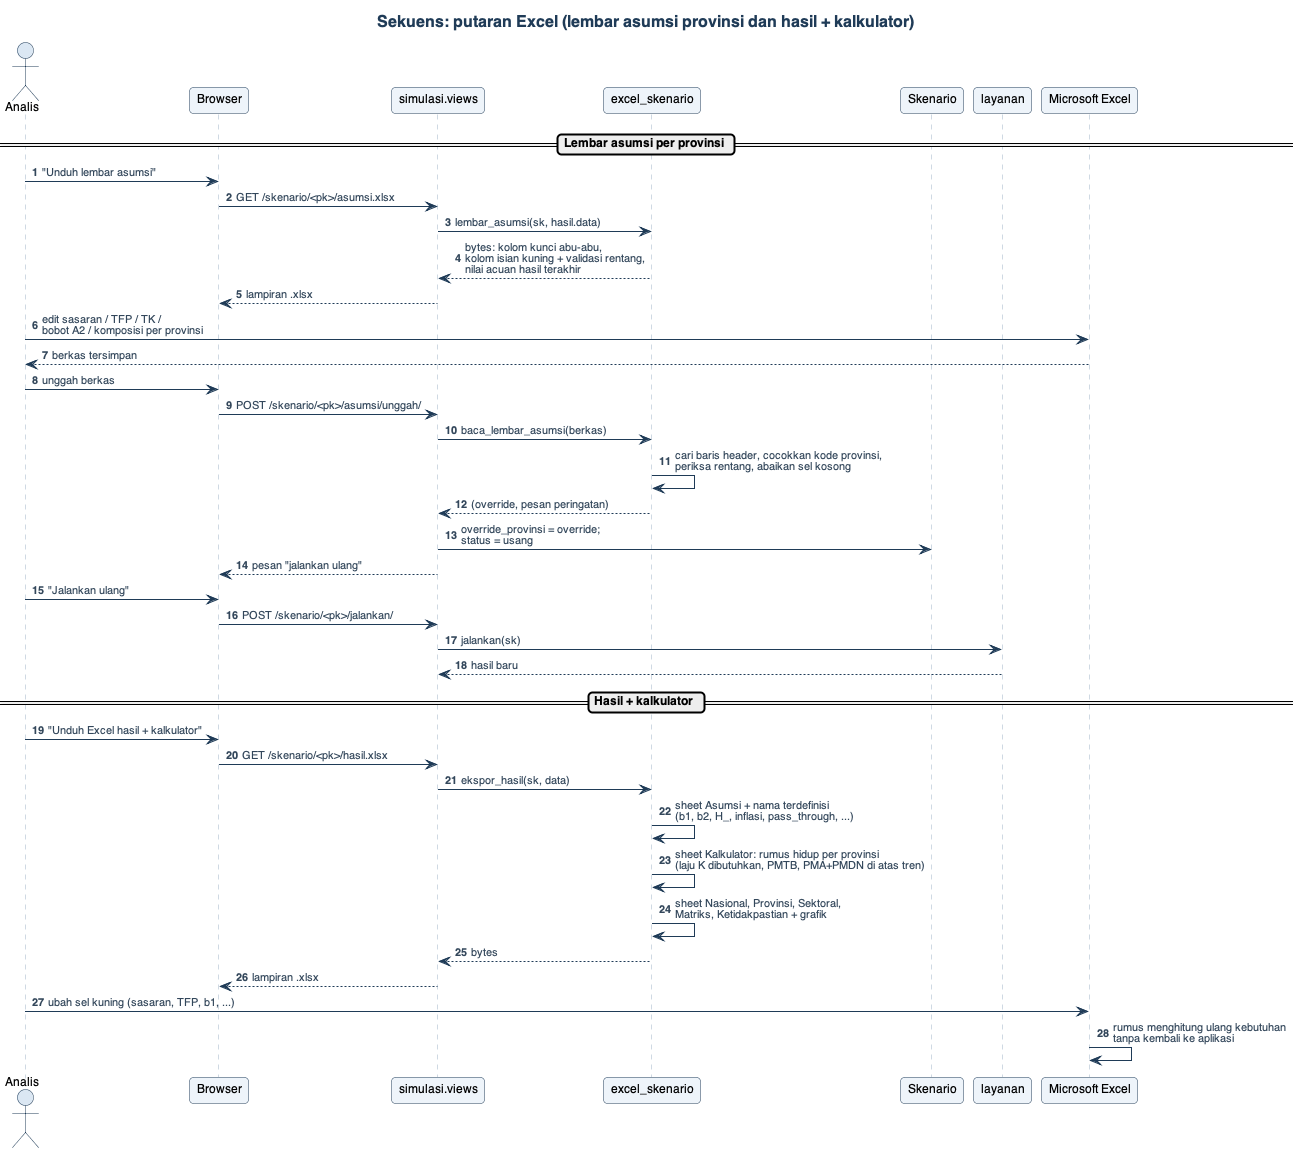 Sekuens: putaran Excel (lembar asumsi provinsi dan hasil + kalkulator)
Analis
Browser
simulasi.views
excel_skenario
Skenario
layanan
Microsoft Excel
Lembar asumsi per provinsi
1 "Unduh lembar asumsi"
2 GET /skenario/<pk>/asumsi.xlsx
3 lembar_asumsi(sk, hasil.data)
bytes: kolom kunci abu-abu,
4 kolom isian kuning + validasi rentang,
nilai acuan hasil terakhir
5 lampiran .xlsx
6 edit sasaran / TFP / TK /
bobot A2 / komposisi per provinsi
7 berkas tersimpan
8 unggah berkas
9 POST /skenario/<pk>/asumsi/unggah/
10 baca_lembar_asumsi(berkas)
11 cari baris header, cocokkan kode provinsi,
periksa rentang, abaikan sel kosong
12 (override, pesan peringatan)
13 override_provinsi = override;
status = usang
14 pesan "jalankan ulang"
15 "Jalankan ulang"
16 POST /skenario/<pk>/jalankan/
17 jalankan(sk)
18 hasil baru
Hasil + kalkulator
19 "Unduh Excel hasil + kalkulator"
20 GET /skenario/<pk>/hasil.xlsx
21 ekspor_hasil(sk, data)
22 sheet Asumsi + nama terdefinisi
(b1, b2, H_, inflasi, pass_through, ...)
23 sheet Kalkulator: rumus hidup per provinsi
(laju K dibutuhkan, PMTB, PMA+PMDN di atas tren)
24 sheet Nasional, Provinsi, Sektoral,
Matriks, Ketidakpastian + grafik
25 bytes
26 lampiran .xlsx
27 ubah sel kuning (sasaran, TFP, b1, ...)
28 rumus menghitung ulang kebutuhan
tanpa kembali ke aplikasi
Analis
Browser
simulasi.views
excel_skenario
Skenario
layanan
Microsoft Excel